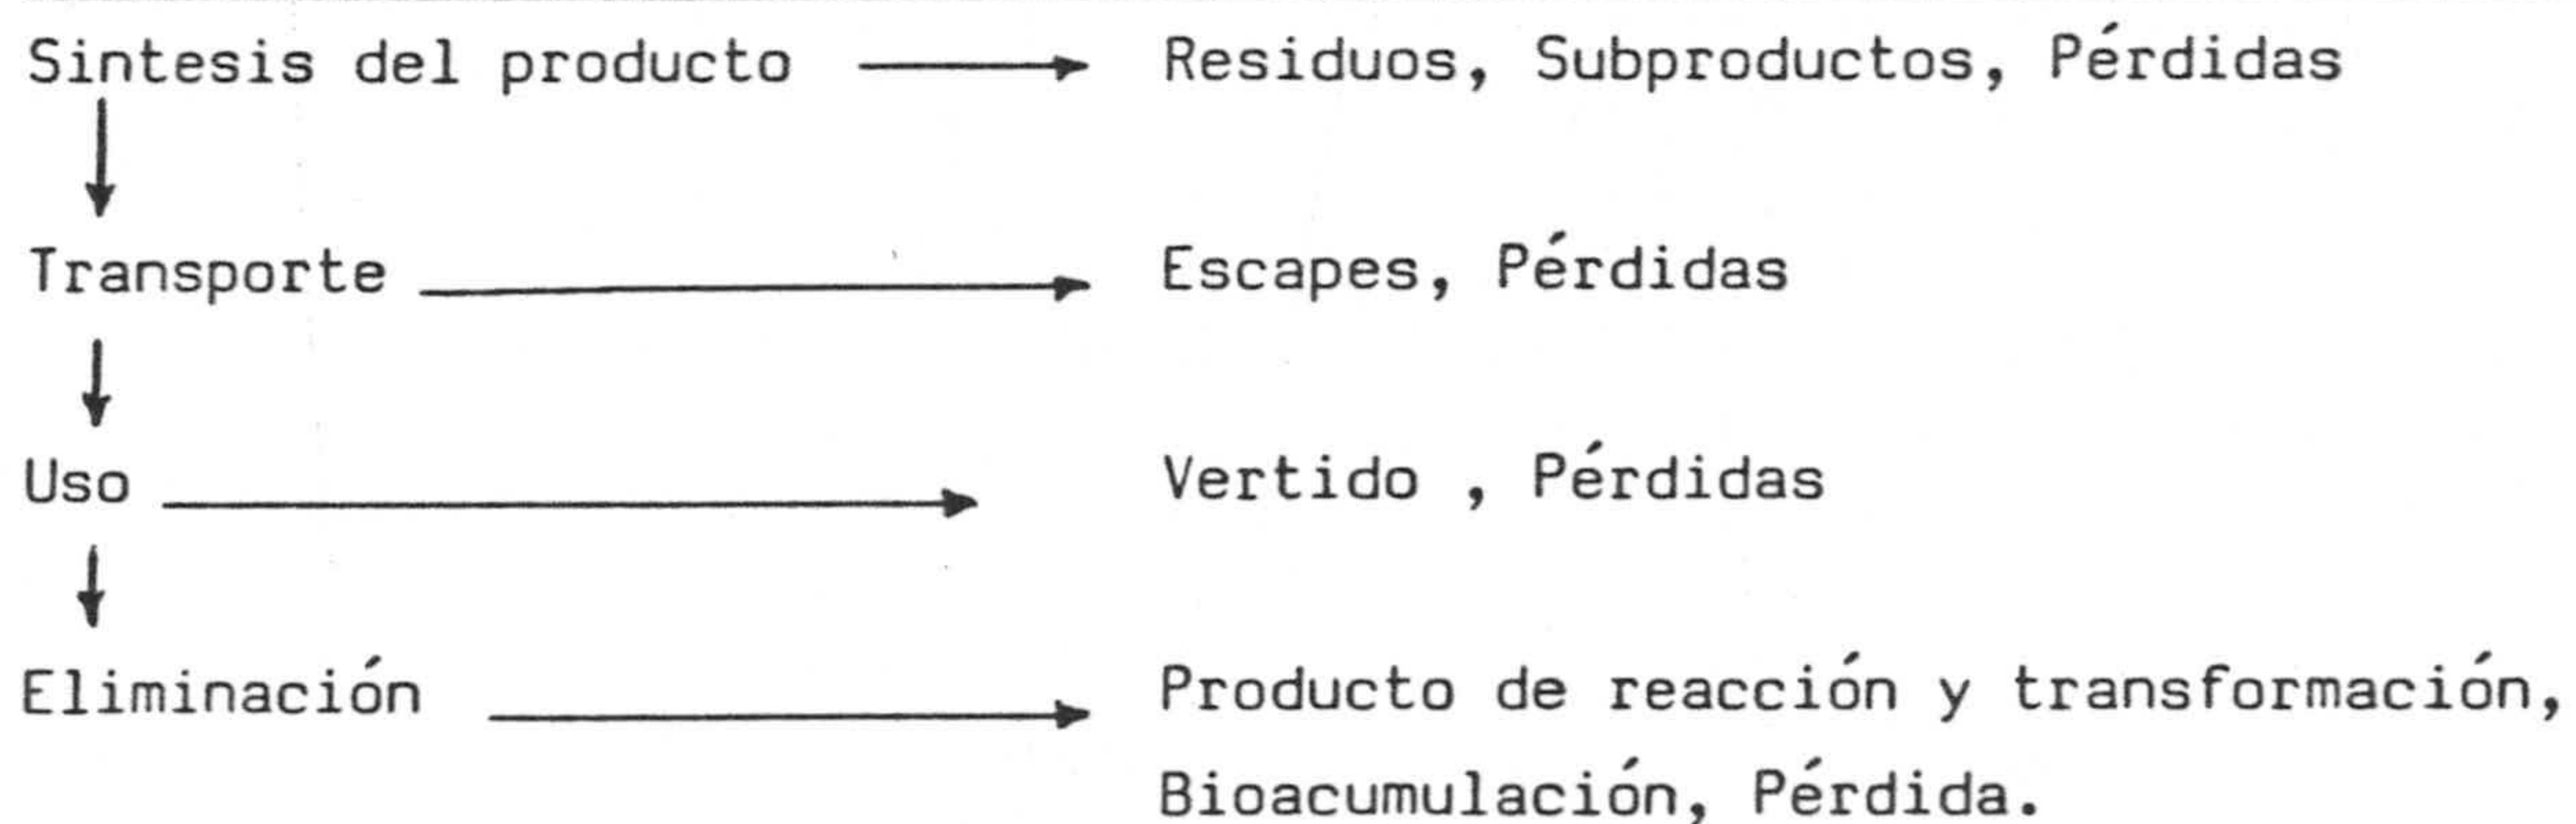 Sintesis del producto ⟶ Residuos, Subproductos, Pérdidas
Transporte ⟶ Escapes, Pérdidas
Uso ⟶ Vertido , Pérdidas
Eliminación ⟶ Producto de reacción y transformación,
Bioacumulación, Pérdida.